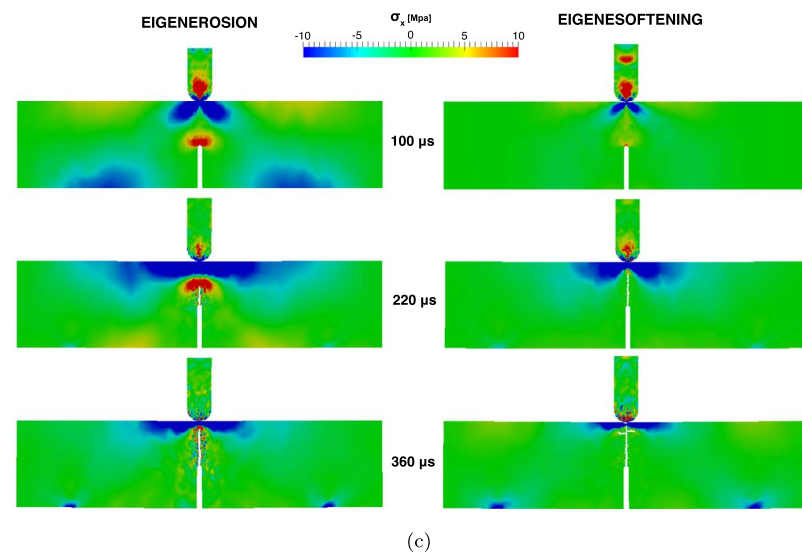 EIGENEROSION
σx [Mpa]
EIGENESOFTENING
-10 -5 0 5 10
100 µs
220 µs
360 µs
(c)